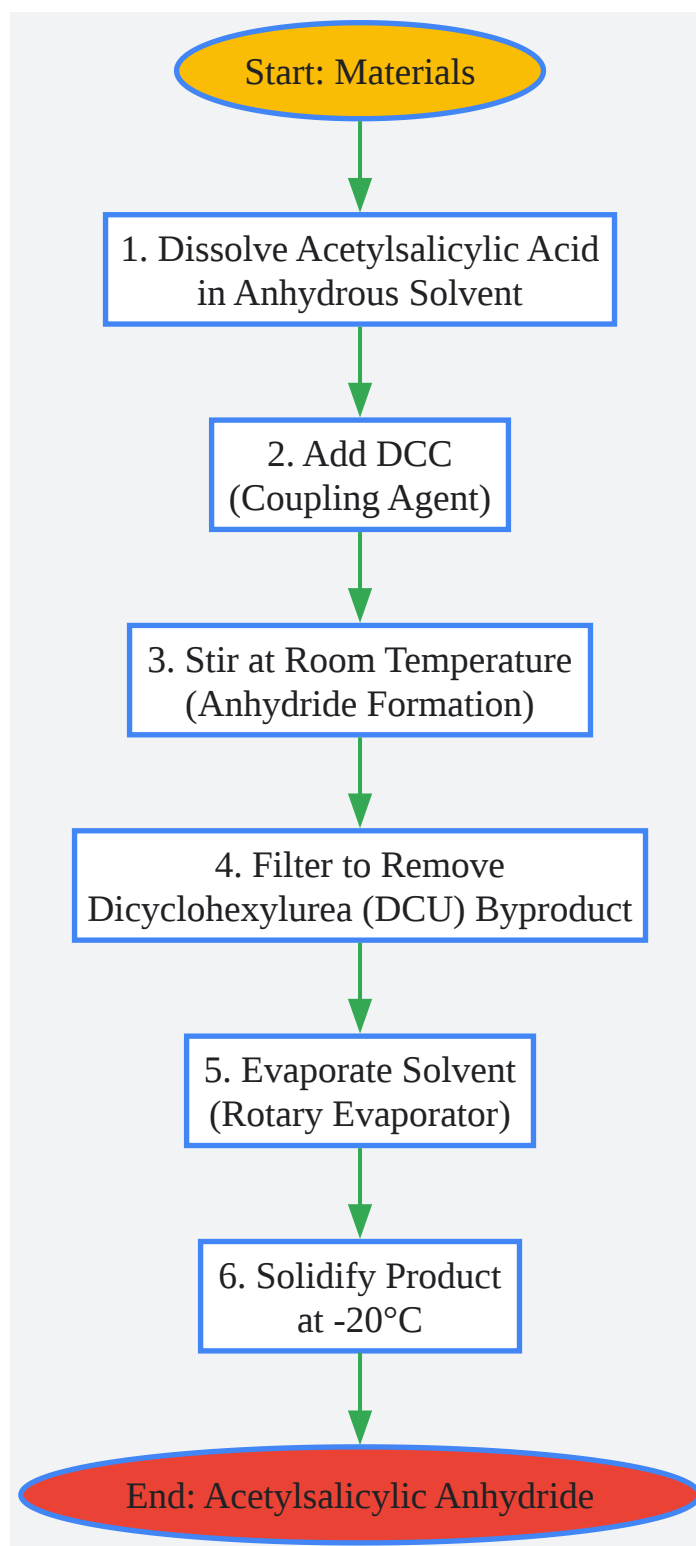 Start: Materials
1. Dissolve Acetylsalicylic Acid
in Anhydrous Solvent
2. Add DCC
(Coupling Agent)
3. Stir at Room Temperature
(Anhydride Formation)
4. Filter to Remove
Dicyclohexylurea (DCU) Byproduct
5. Evaporate Solvent
(Rotary Evaporator)
6. Solidify Product
at -20°C
End: Acetylsalicylic Anhydride